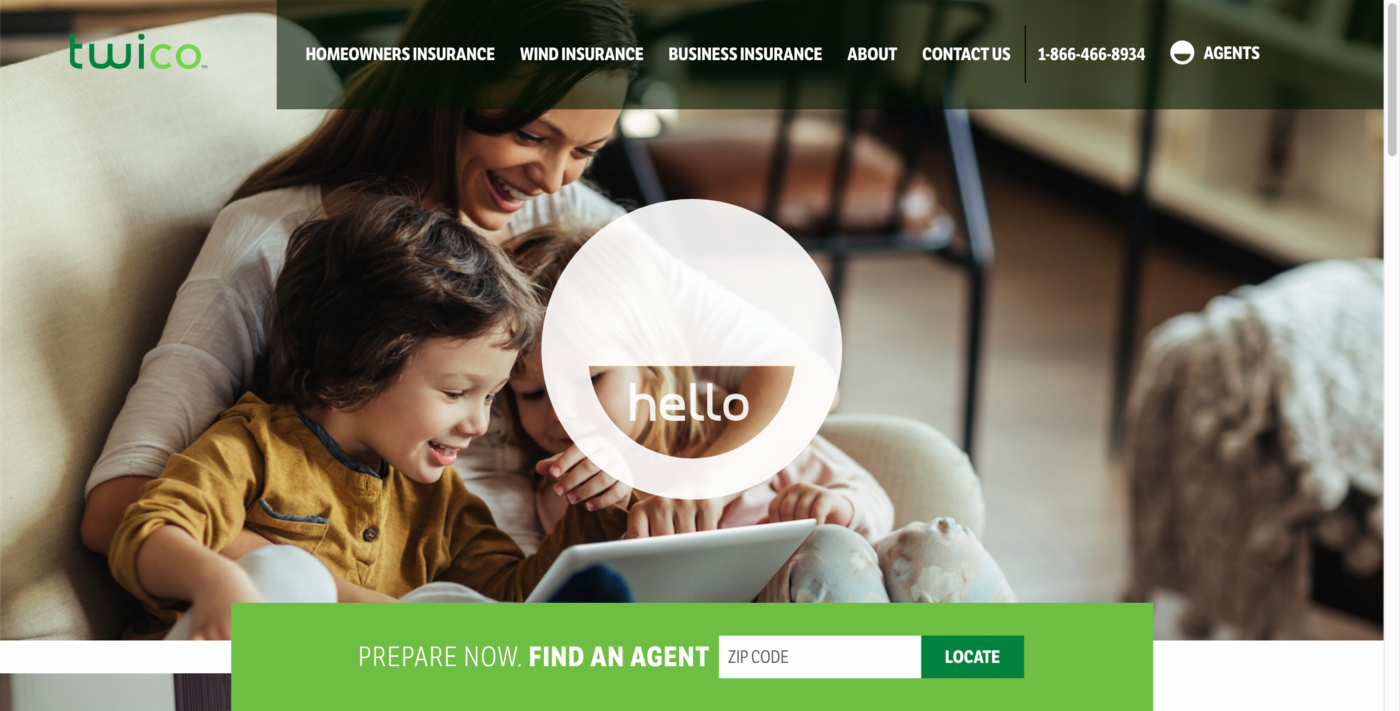 twico
HOMEOWNERS INSURANCE WIND INSURANCE BUSINESS INSURANCE ABOUT CONTACT US 1-866-466-8934 AGENTS
hello
PREPARE NOW. FIND AN AGENT ZIP CODE LOCATE